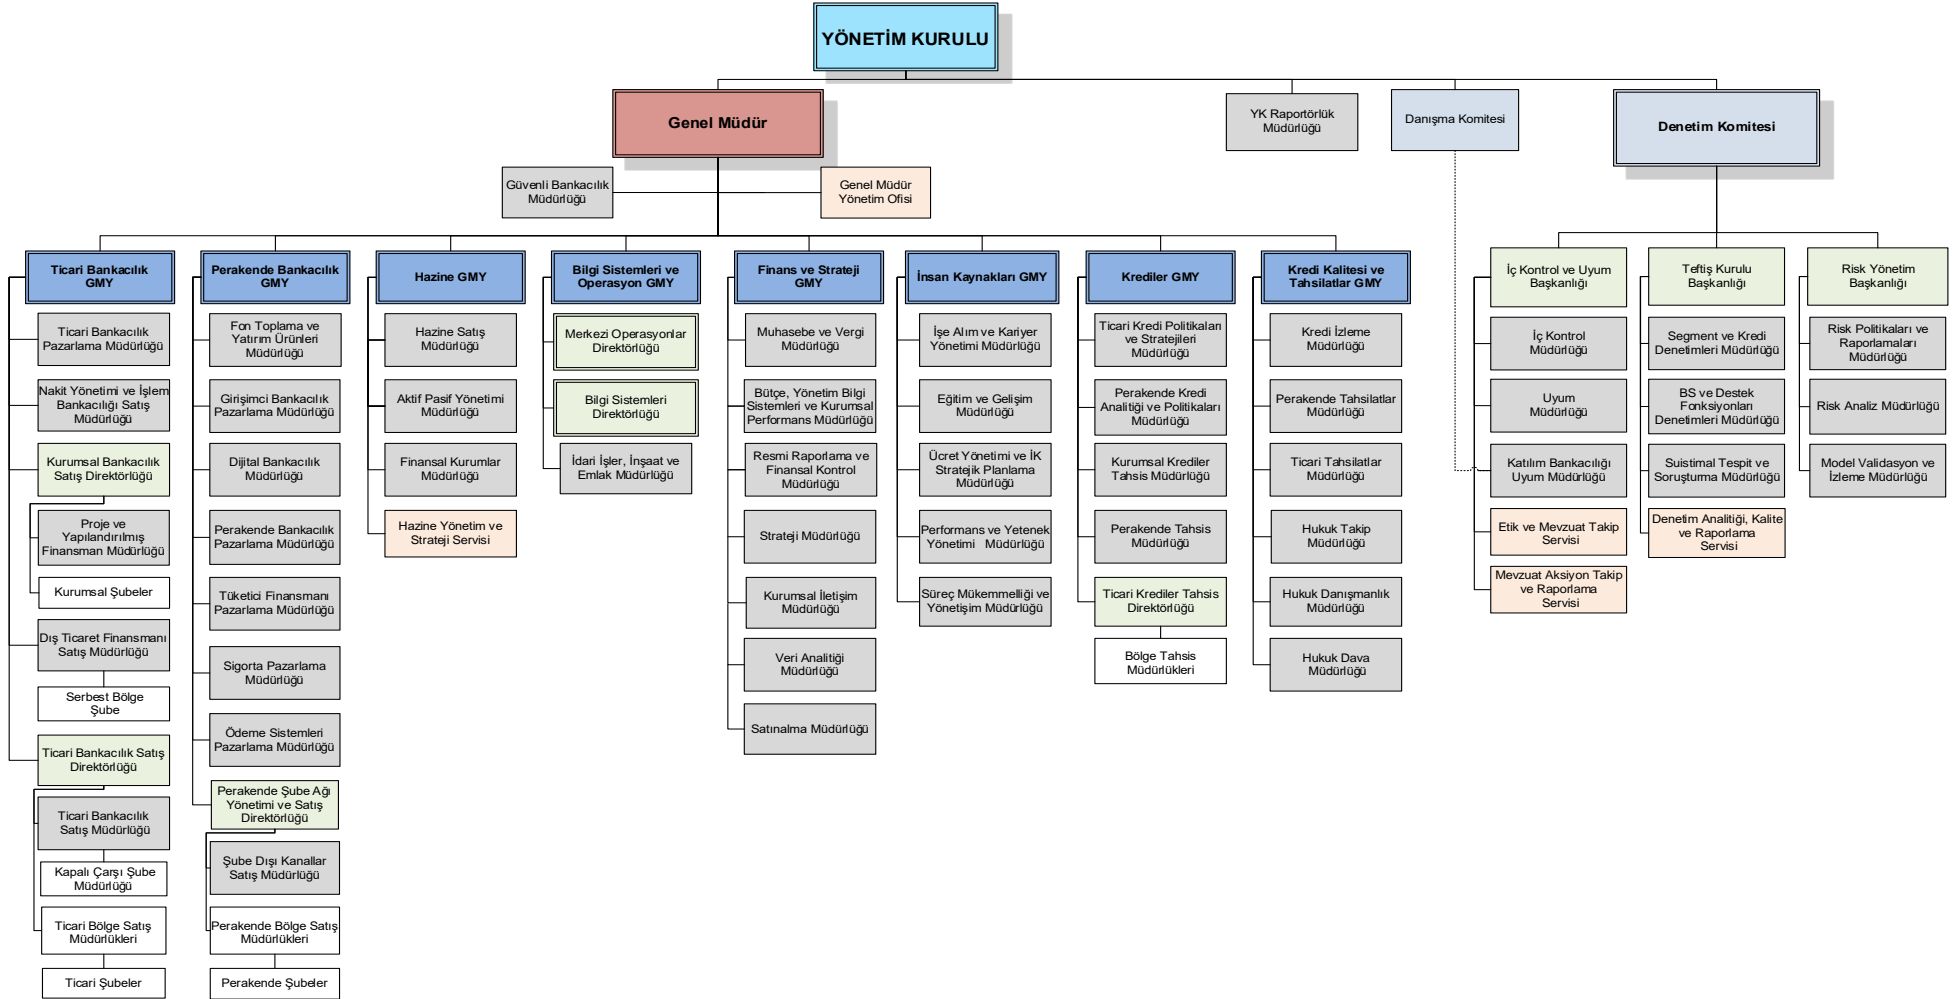 YÖNETİM KURULU
Genel Müdür
YK Raportörlük
Müdürlüğü
Danışma Komitesi
Denetim Komitesi
Güvenli Bankacılık
Müdürlüğü
Genel Müdür
Yönetim Ofisi
Ticari Bankacılık
GMY
Ticari Bankacılık
Pazarlama Müdürlüğü
Nakit Yönetimi ve İşlem
Bankacılığı Satış
Müdürlüğü
Kurumsal Bankacılık
Satış Direktörlüğü
Proje ve
Yapılandırılmış
Finansman Müdürlüğü
Kurumsal Şubeler
Dış Ticaret Finansmanı
Satış Müdürlüğü
Serbest Bölge
Şube
Ticari Bankacılık Satış
Direktörlüğü
Ticari Bankacılık
Satış Müdürlüğü
Kapalı Çarşı Şube
Müdürlüğü
Ticari Bölge Satış
Müdürlükleri
Ticari Şubeler
Perakende Bankacılık
GMY
Fon Toplama ve
Yatırım Ürünleri
Müdürlüğü
Girişimci Bankacılık
Pazarlama Müdürlüğü
Dijital Bankacılık
Müdürlüğü
Perakende Bankacılık
Pazarlama Müdürlüğü
Tüketici Finansmanı
Pazarlama Müdürlüğü
Sigorta Pazarlama
Müdürlüğü
Ödeme Sistemleri
Pazarlama Müdürlüğü
Perakende Şube Ağı
Yönetimi ve Satış
Direktörlüğü
Şube Dışı Kanallar
Satış Müdürlüğü
Perakende Bölge Satış
Müdürlükleri
Perakende Şubeler
Hazine GMY
Hazine Satış
Müdürlüğü
Aktif Pasif Yönetimi
Müdürlüğü
Finansal Kurumlar
Müdürlüğü
Hazine Yönetim ve
Strateji Servisi
Bilgi Sistemleri ve
Operasyon GMY
Merkezi Operasyonlar
Direktörlüğü
Bilgi Sistemleri
Direktörlüğü
İdari İşler, İnşaat ve
Emlak Müdürlüğü
Finans ve Strateji
GMY
Muhasebe ve Vergi
Müdürlüğü
Bütçe, Yönetim Bilgi
Sistemleri ve Kurumsal
Performans Müdürlüğü
Resmi Raporlama ve
Finansal Kontrol
Müdürlüğü
Strateji Müdürlüğü
Kurumsal İletişim
Müdürlüğü
Veri Analitiği
Müdürlüğü
Satınalma Müdürlüğü
İnsan Kaynakları GMY
İşe Alım ve Kariyer
Yönetimi Müdürlüğü
Eğitim ve Gelişim
Müdürlüğü
Ücret Yönetimi ve İK
Stratejik Planlama
Müdürlüğü
Performans ve Yetenek
Yönetimi Müdürlüğü
Süreç Mükemmelliği ve
Yönetişim Müdürlüğü
Krediler GMY
Ticari Kredi Politikaları
ve Stratejileri
Müdürlüğü
Perakende Kredi
Analitiği ve Politikaları
Müdürlüğü
Kurumsal Krediler
Tahsis Müdürlüğü
Perakende Tahsis
Müdürlüğü
Ticari Krediler Tahsis
Direktörlüğü
Bölge Tahsis
Müdürlükleri
Kredi Kalitesi ve
Tahsilatlar GMY
Kredi İzleme
Müdürlüğü
Perakende Tahsilatlar
Müdürlüğü
Ticari Tahsilatlar
Müdürlüğü
Hukuk Takip
Müdürlüğü
Hukuk Danışmanlık
Müdürlüğü
Hukuk Dava
Müdürlüğü
İç Kontrol ve Uyum
Başkanlığı
İç Kontrol
Müdürlüğü
Uyum
Müdürlüğü
Katılım Bankacılığı
Uyum Müdürlüğü
Etik ve Mevzuat Takip
Servisi
Mevzuat Aksiyon Takip
ve Raporlama
Servisi
Teftiş Kurulu
Başkanlığı
Segment ve Kredi
Denetimleri Müdürlüğü
BS ve Destek
Fonksiyonları
Denetimleri Müdürlüğü
Suistimal Tespit ve
Soruşturma Müdürlüğü
Denetim Analitiği, Kalite
ve Raporlama
Servisi
Risk Yönetim
Başkanlığı
Risk Politikaları ve
Raporlamaları
Müdürlüğü
Risk Analiz Müdürlüğü
Model Validasyon ve
İzleme Müdürlüğü